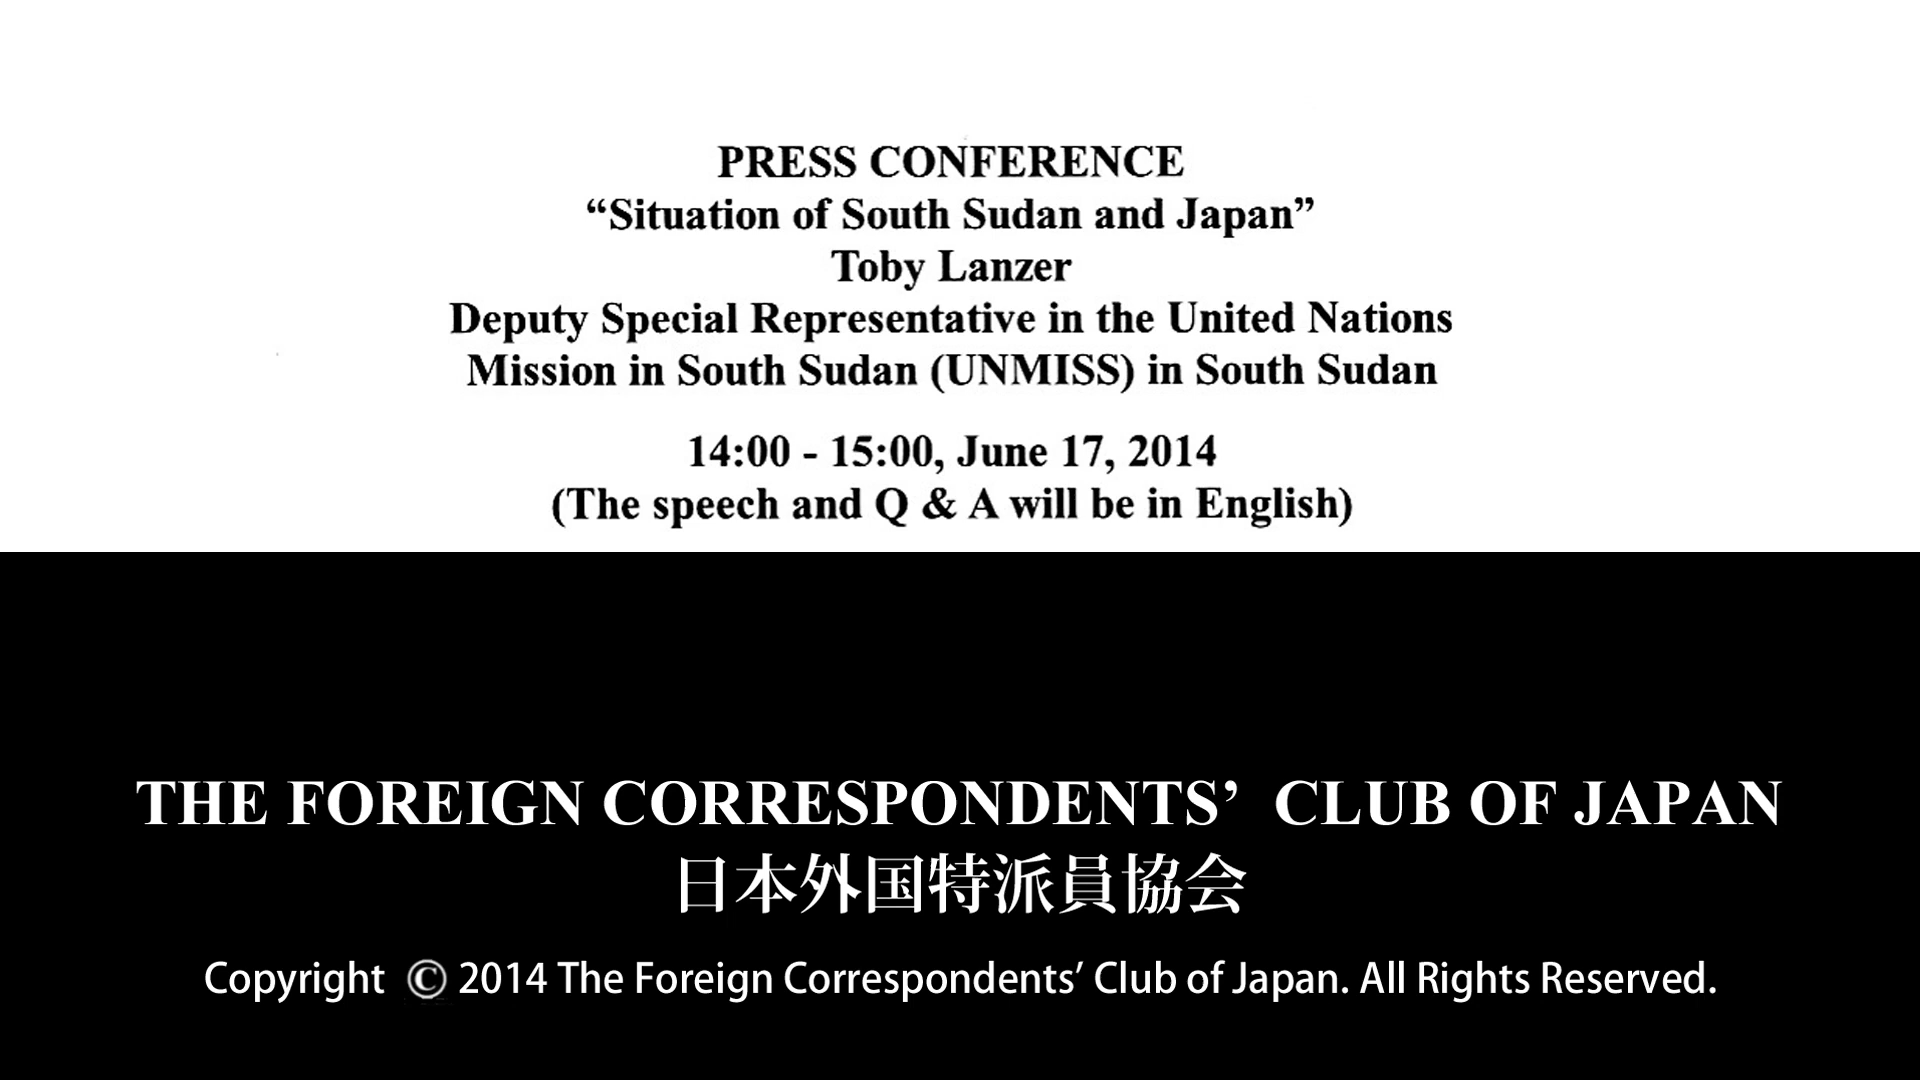 PRESS CONFERENCE
“Situation of South Sudan and Japan”
Toby Lanzer
Deputy Special Representative in the United Nations
Mission in South Sudan (UNMISS) in South Sudan
14:00 - 15:00, June 17, 2014
(The speech and Q & A will be in English)
THE FOREIGN CORRESPONDENTS’ CLUB OF JAPAN
日本外国特派員協会
Copyright © 2014 The Foreign Correspondents’ Club of Japan. All Rights Reserved.